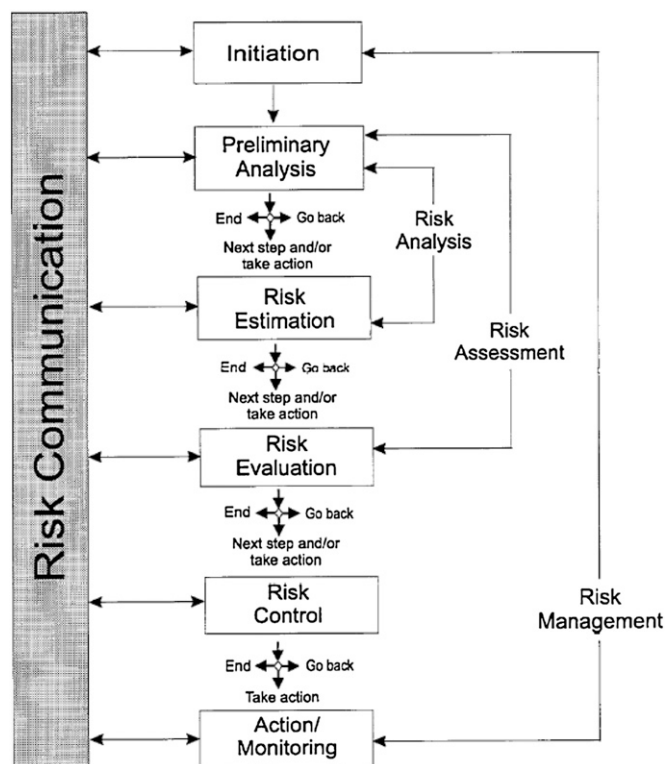 Risk Communication
Initiation
Preliminary
Analysis
End
Go back
Next step and/or
take action
Risk
Analysis
Risk
Estimation
Risk
Assessment
End
Go back
Next step and/or
take action
Risk
Evaluation
End
Go back
Next step and/or
take action
Risk
Control
Risk
Management
End
Go back
Take action
Action/
Monitoring